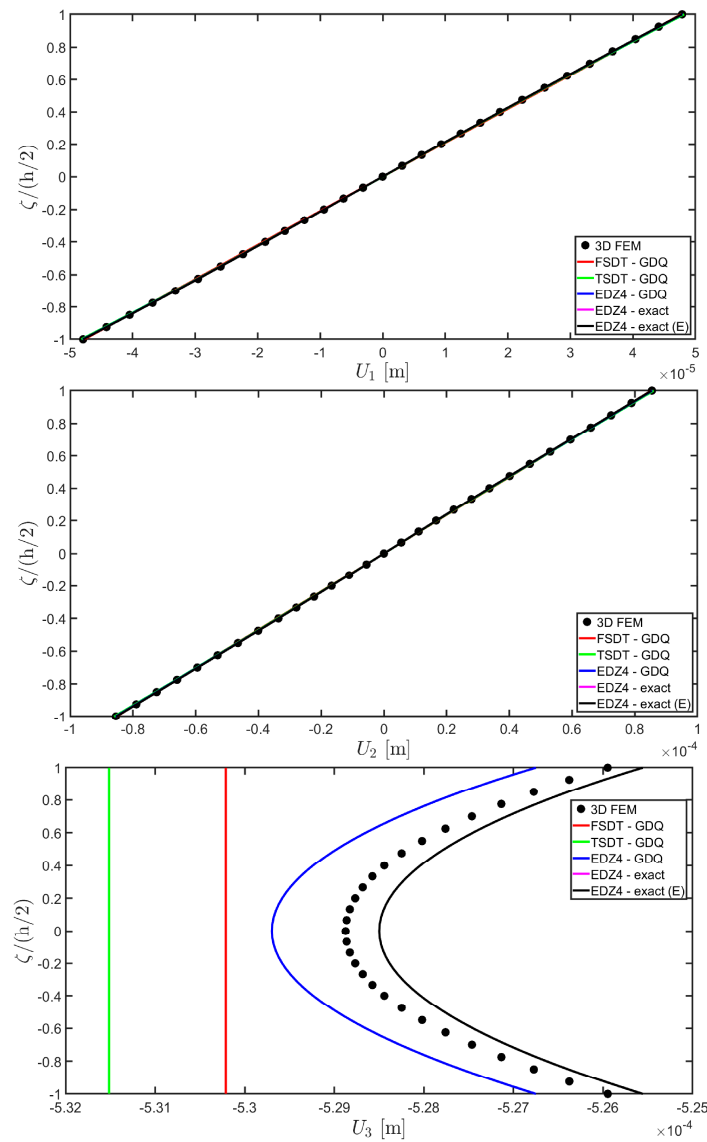 1
0.8
0.6
0.4
0.2
0
-0.2
-0.4
-0.6
-0.8
-1
ζ/(h/2)
3D FEM
FSDT - GDQ
TSDT - GDQ
EDZ4 - GDQ
EDZ4 - exact
EDZ4 - exact (E)
-5 -4 -3 -2 -1 0 1 2 3 4 5
U1 [m] ×10-5
1
0.8
0.6
0.4
0.2
0
-0.2
-0.4
-0.6
-0.8
-1
ζ/(h/2)
3D FEM
FSDT - GDQ
TSDT - GDQ
EDZ4 - GDQ
EDZ4 - exact
EDZ4 - exact (E)
-1 -0.8 -0.6 -0.4 -0.2 0 0.2 0.4 0.6 0.8 1
U2 [m] ×10-4
1
0.8
0.6
0.4
0.2
0
-0.2
-0.4
-0.6
-0.8
-1
ζ/(h/2)
3D FEM
FSDT - GDQ
TSDT - GDQ
EDZ4 - GDQ
EDZ4 - exact
EDZ4 - exact (E)
-5.32 -5.31 -5.3 -5.29 -5.28 -5.27 -5.26 -5.25
U3 [m] ×10-4